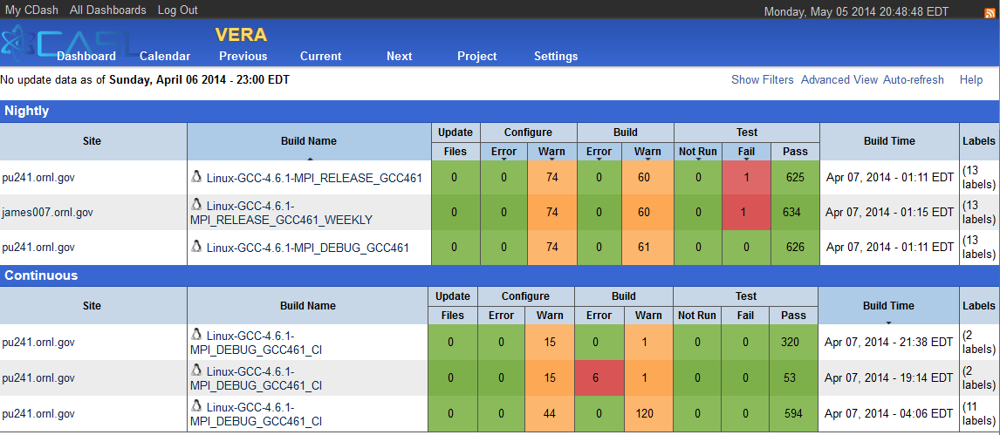 My CDash All Dashboards Log Out Monday, May 05 2014 20:48:48 EDT
CASL VERA
Dashboard Calendar Previous Current Next Project Settings
No update data as of Sunday, April 06 2014 - 23:00 EDT Show Filters Advanced View Auto-refresh Help
Nightly
Site Build Name Update Configure Build Test Build Time Labels
Files Error Warn Error Warn Not Run Fail Pass
pu241.ornl.gov Linux-GCC-4.6.1-MPI_RELEASE_GCC461 0 0 74 0 60 0 1 625 Apr 07, 2014 - 01:11 EDT (13
labels)
james007.ornl.gov Linux-GCC-4.6.1-
MPI_RELEASE_GCC461_WEEKLY 0 0 74 0 60 0 1 634 Apr 07, 2014 - 01:15 EDT (13
labels)
pu241.ornl.gov Linux-GCC-4.6.1-MPI_DEBUG_GCC461 0 0 74 0 61 0 0 626 Apr 07, 2014 - 01:11 EDT (13
labels)
Continuous
Site Build Name Update Configure Build Test Build Time Labels
Files Error Warn Error Warn Not Run Fail Pass
pu241.ornl.gov Linux-GCC-4.6.1-
MPI_DEBUG_GCC461_CI 0 0 15 0 1 0 0 320 Apr 07, 2014 - 21:38 EDT (2
labels)
pu241.ornl.gov Linux-GCC-4.6.1-
MPI_DEBUG_GCC461_CI 0 0 15 6 1 0 0 53 Apr 07, 2014 - 19:14 EDT (2
labels)
pu241.ornl.gov Linux-GCC-4.6.1-
MPI_DEBUG_GCC461_CI 0 0 44 0 120 0 0 594 Apr 07, 2014 - 04:06 EDT (11
labels)